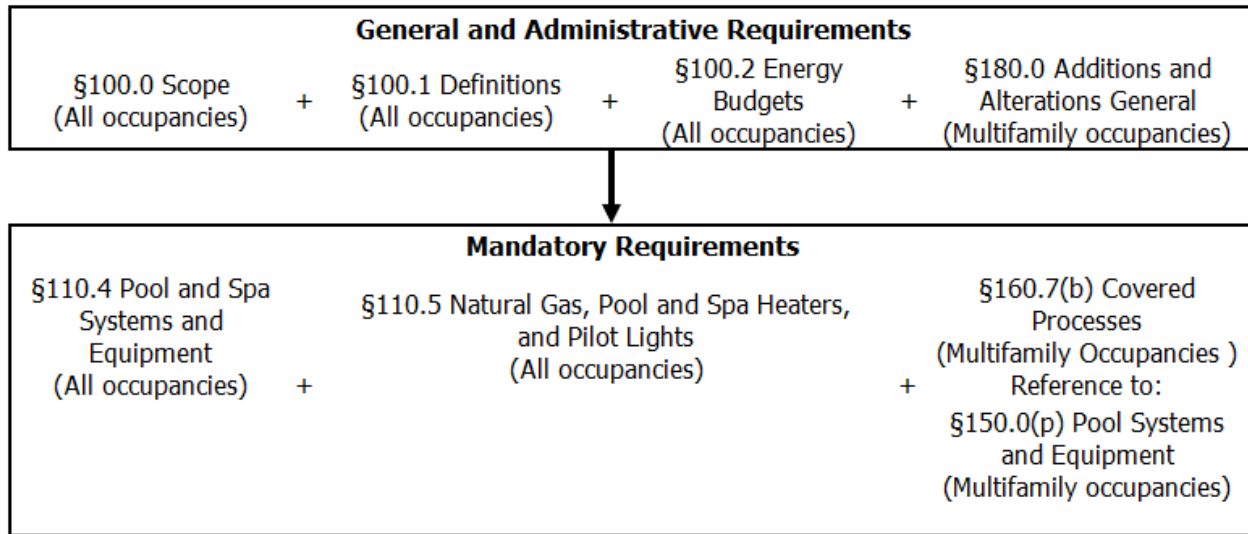 General and Administrative Requirements
§100.0 Scope
(All occupancies)
+
§100.1 Definitions
(All occupancies)
+
§100.2 Energy
Budgets
(All occupancies)
+
§180.0 Additions and
Alterations General
(Multifamily occupancies)
Mandatory Requirements
§110.4 Pool and Spa
Systems and
Equipment
(All occupancies)
+
§110.5 Natural Gas, Pool and Spa Heaters,
and Pilot Lights
(All occupancies)
+
§160.7(b) Covered
Processes
(Multifamily Occupancies )
Reference to:
§150.0(p) Pool Systems
and Equipment
(Multifamily occupancies)